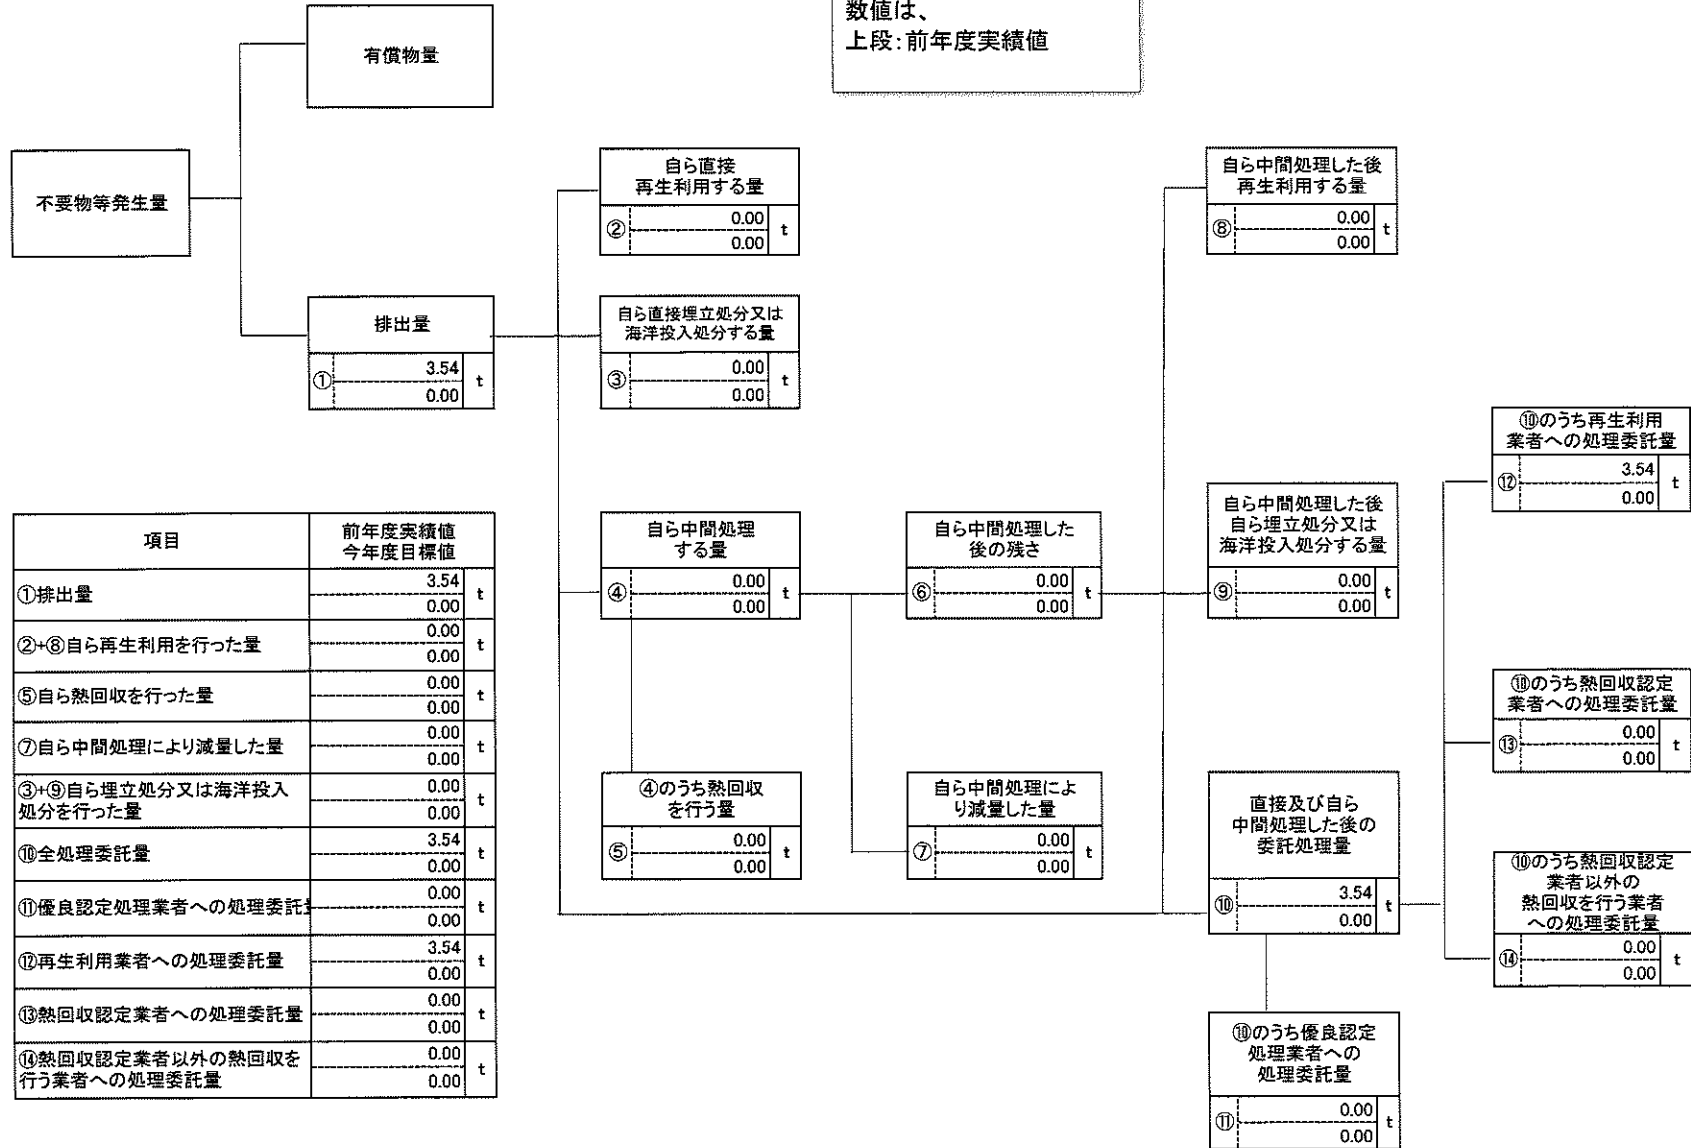 数値は、
上段:前年度実績値
有償物量
不要物等発生量
排出量
① 3.54 t
0.00
自ら直接
再生利用する量
② 0.00 t
0.00
自ら直接埋立処分又は
海洋投入処分する量
③ 0.00 t
0.00
自ら中間処理した後
再生利用する量
⑧ 0.00 t
0.00
自ら中間処理
する量
④ 0.00 t
0.00
自ら中間処理した
後の残さ
⑥ 0.00 t
0.00
自ら中間処理した後
自ら埋立処分又は
海洋投入処分する量
⑨ 0.00 t
0.00
⑩のうち再生利用
業者への処理委託量
⑫ 3.54 t
0.00
④のうち熱回収
を行う量
⑤ 0.00 t
0.00
自ら中間処理によ
り減量した量
⑦ 0.00 t
0.00
直接及び自ら
中間処理した後の
委託処理量
⑩ 3.54 t
0.00
⑩のうち熱回収認定
業者への処理委託量
⑬ 0.00 t
0.00
⑩のうち熱回収認定
業者以外の
熱回収を行う業者
への処理委託量
⑭ 0.00 t
0.00
⑩のうち優良認定
処理業者への
処理委託量
⑪ 0.00 t
0.00
項目 前年度実績値
今年度目標値
①排出量 3.54 t
0.00
②+⑧自ら再生利用を行った量 0.00 t
0.00
⑤自ら熱回収を行った量 0.00 t
0.00
⑦自ら中間処理により減量した量 0.00 t
0.00
③+⑨自ら埋立処分又は海洋投入
処分を行った量 0.00 t
0.00
⑩全処理委託量 3.54 t
0.00
⑪優良認定処理業者への処理委託 0.00 t
0.00
⑫再生利用業者への処理委託量 3.54 t
0.00
⑬熱回収認定業者への処理委託量 0.00 t
0.00
⑭熱回収認定業者以外の熱回収を
行う業者への処理委託量 0.00 t
0.00